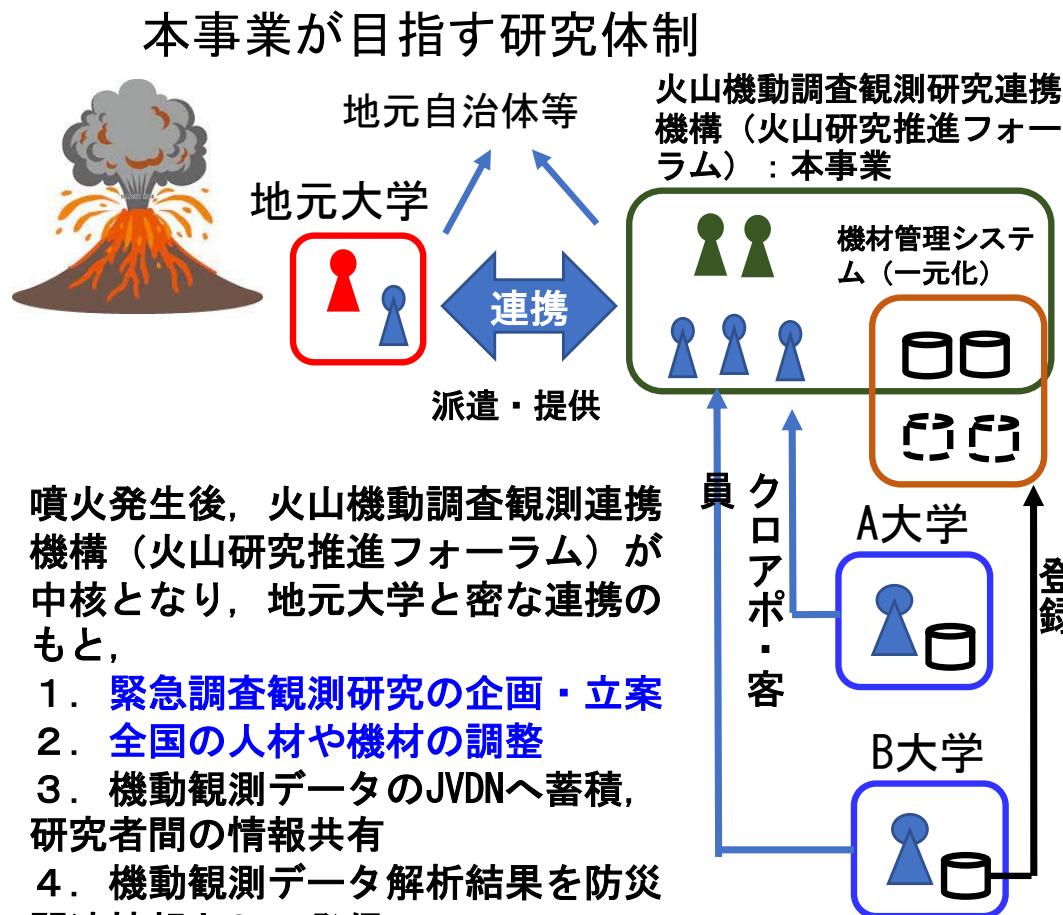 本事業が目指す研究体制
地元自治体等
火山機動調査観測研究連携
機構（火山研究推進フォー
ラム）：本事業
地元大学
機材管理システ
ム（一元化）
連携
派遣・提供
クロアポ・客
員
A大学
登録
B大学
噴火発生後，火山機動調査観測連携
機構（火山研究推進フォーラム）が
中核となり，地元大学と密な連携の
もと，
１．緊急調査観測研究の企画・立案
２．全国の人材や機材の調整
３．機動観測データのJVDNへ蓄積，
研究者間の情報共有
４．機動観測データ解析結果を防災